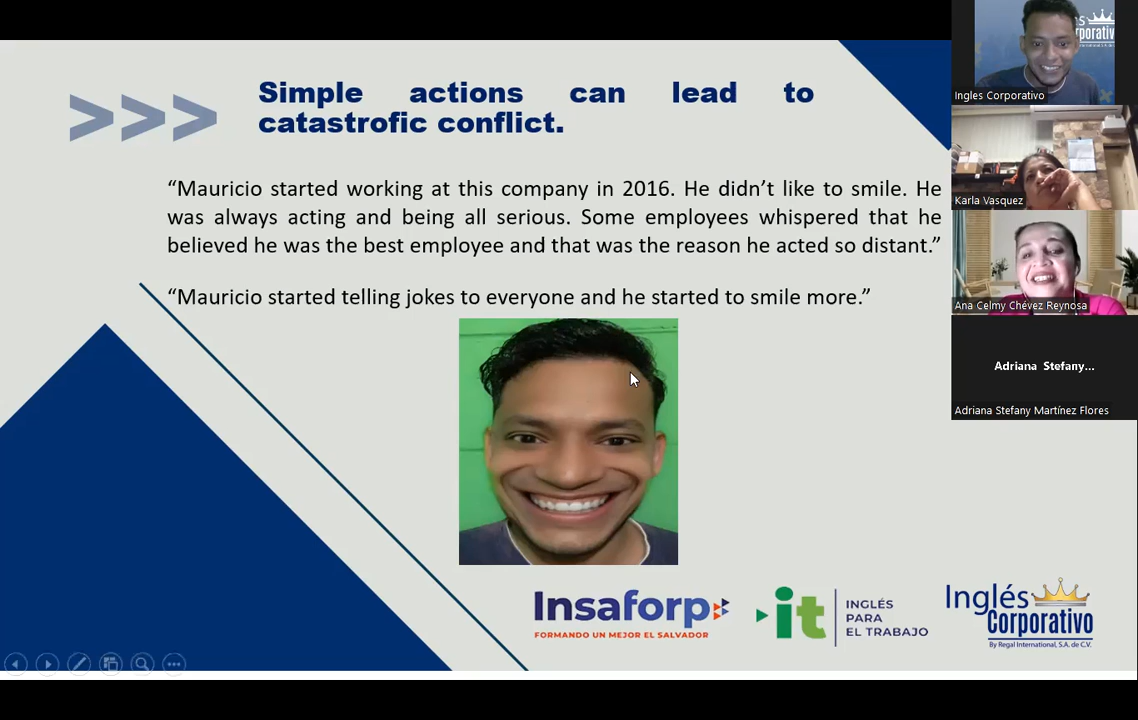 >>> Simple actions can lead to
catastrofic conflict.
“Mauricio started working at this company in 2016. He didn’t like to smile. He
was always acting and being all serious. Some employees whispered that he
believed he was the best employee and that was the reason he acted so distant.”
“Mauricio started telling jokes to everyone and he started to smile more.”
Insaforp
FORMANDO UN MEJOR EL SALVADOR
it
INGLÉS
PARA
EL TRABAJO
Inglés
Corporativo
By Regal International, S.A. de C.V.
Ingles Corporativo
Karla Vasquez
Ana Celmy Chévez Reynosa
Adriana Stefany...
Adriana Stefany Martínez Flores